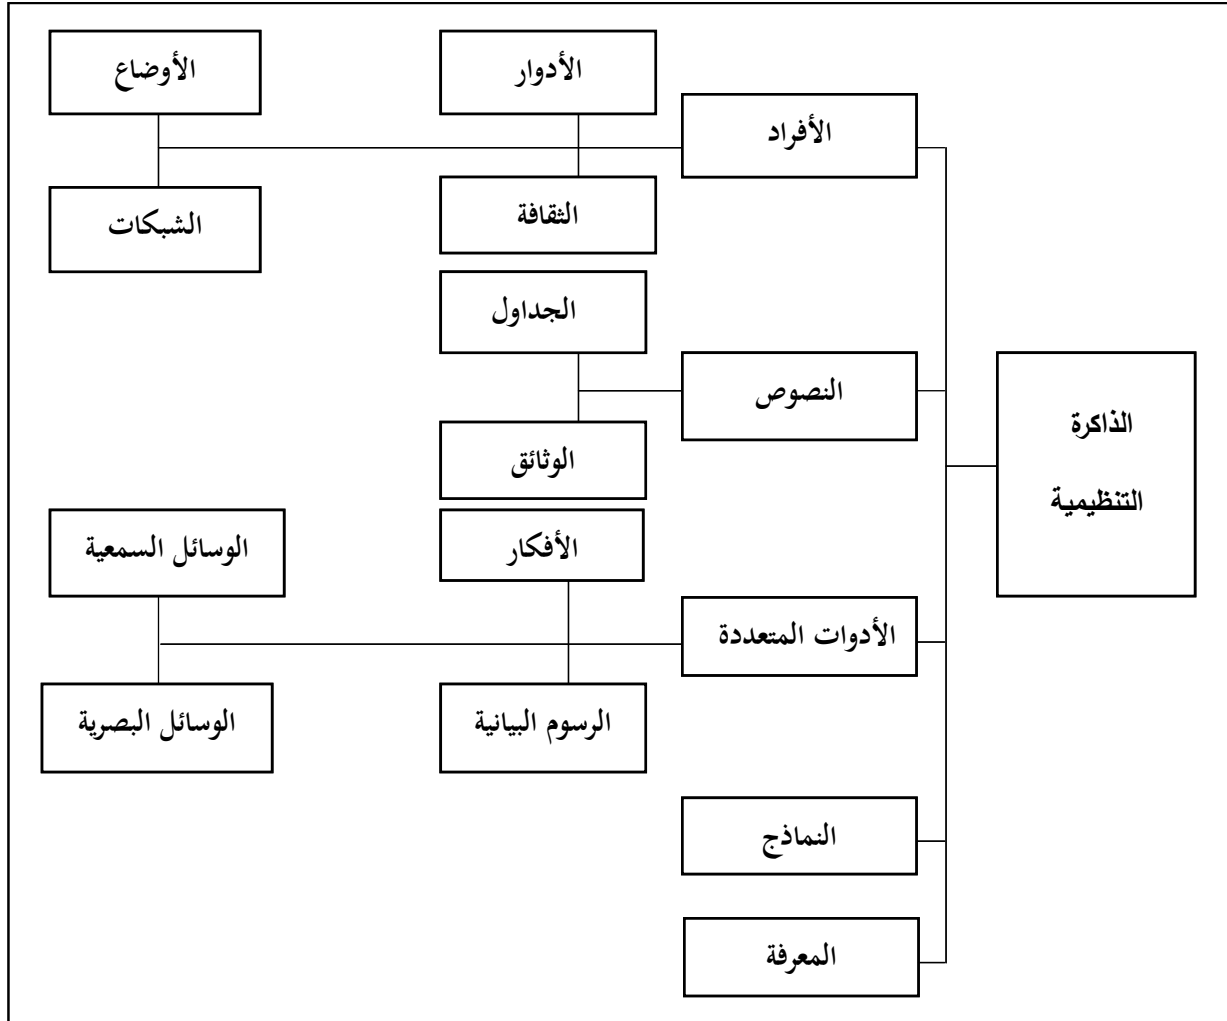 الأوضاع
الأدوار
الأفراد
الشبكات
الثقافة
الجداول
النصوص
الذاكرة
التنظيمية
الوثائق
الوسائل السمعية
الأفكار
الأدوات المتعددة
الوسائل البصرية
الرسوم البيانية
النماذج
المعرفة